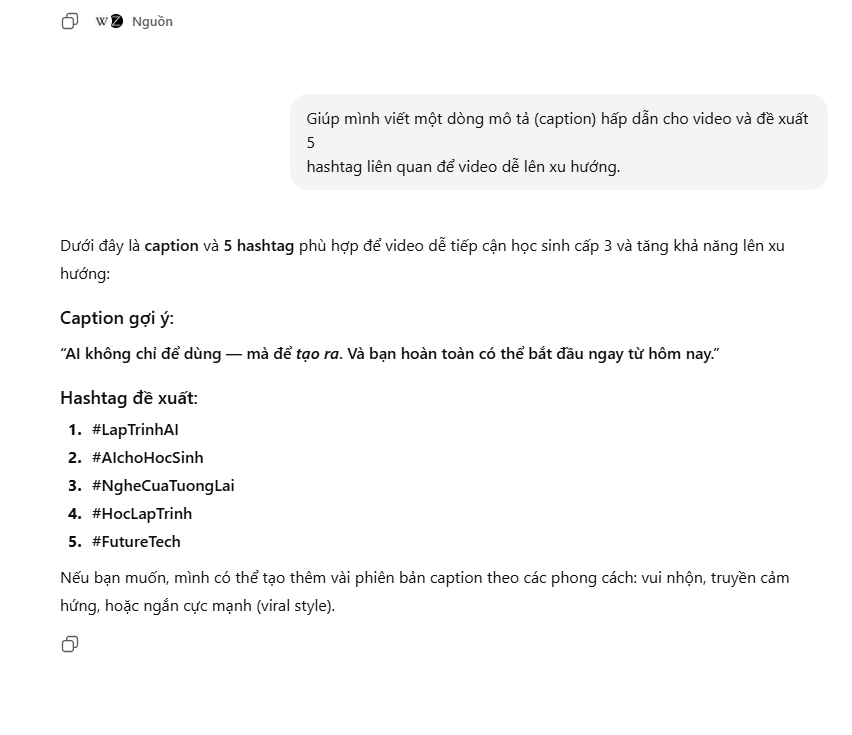 W Z Nguồn
Giúp mình viết một dòng mô tả (caption) hấp dẫn cho video và đề xuất
5
hashtag liên quan để video dễ lên xu hướng.
Dưới đây là caption và 5 hashtag phù hợp để video dễ tiếp cận học sinh cấp 3 và tăng khả năng lên xu
hướng:
Caption gợi ý:
“AI không chỉ để dùng — mà để tạo ra. Và bạn hoàn toàn có thể bắt đầu ngay từ hôm nay.”
Hashtag đề xuất:
1. #LapTrinhAI
2. #AIchoHocSinh
3. #NgheCuaTuongLai
4. #HocLapTrinh
5. #FutureTech
Nếu bạn muốn, mình có thể tạo thêm vài phiên bản caption theo các phong cách: vui nhộn, truyền cảm
hứng, hoặc ngắn cực mạnh (viral style).